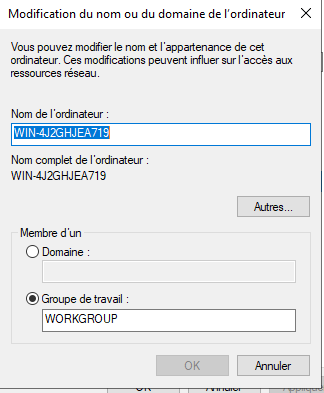 Modification du nom ou du domaine de l'ordinateur
Vous pouvez modifier le nom et l'appartenance de cet
ordinateur. Ces modifications peuvent influer sur l'accès aux
ressources réseau.
Nom de l'ordinateur :
WIN-4J2GHJEA719
Nom complet de l'ordinateur :
WIN-4J2GHJEA719
Autres...
Membre d'un
Domaine :
Groupe de travail :
WORKGROUP
OK
Annuler